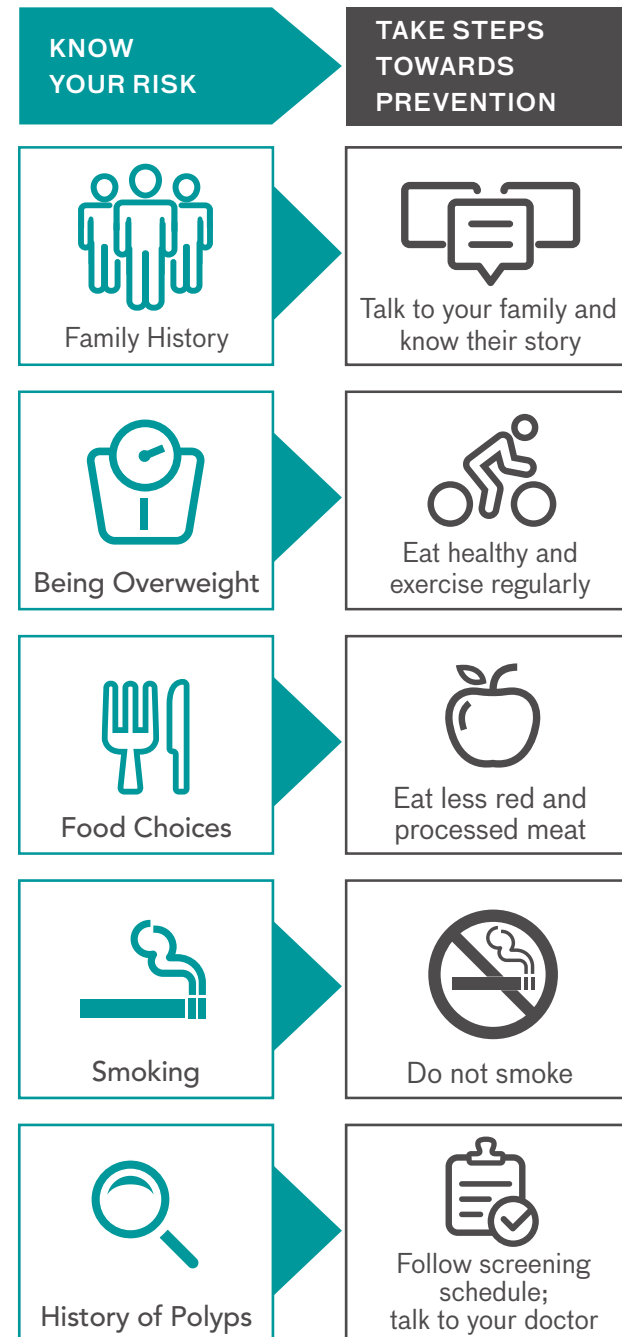 KNOW
YOUR RISK
TAKE STEPS
TOWARDS
PREVENTION
Family History
Talk to your family and
know their story
Being Overweight
Eat healthy and
exercise regularly
Food Choices
Eat less red and
processed meat
Smoking
Do not smoke
History of Polyps
Follow screening
schedule;
talk to your doctor